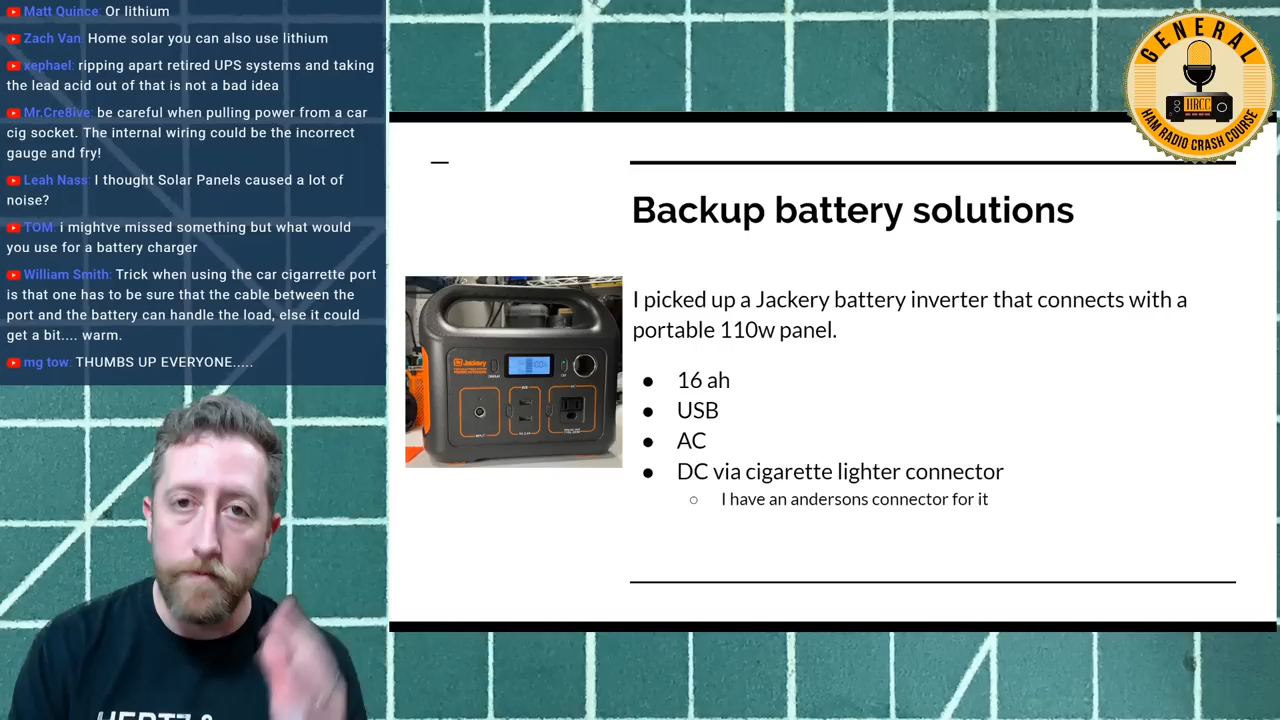 Matt Quince: Or lithium
Zach Van: Home solar you can also use lithium
xephael: ripping apart retired UPS systems and taking
the lead acid out of that is not a bad idea
Mr.Cre8ive: be careful when pulling power from a car
cig socket. The internal wiring could be the incorrect
gauge and fry!
Leah Nass: I thought Solar Panels caused a lot of
noise?
TOM: i mightve missed something but what would
you use for a battery charger
William Smith: Trick when using the car cigarrette port
is that one has to be sure that the cable between the
port and the battery can handle the load, else it could
get a bit.... warm.
mg tow: THUMBS UP EVERYONE.....
GENERAL
HRCC
HAM RADIO CRASH COURSE
Backup battery solutions
I picked up a Jackery battery inverter that connects with a
portable 110w panel.
● 16 ah
● USB
● AC
● DC via cigarette lighter connector
○ I have an andersons connector for it
Jackery